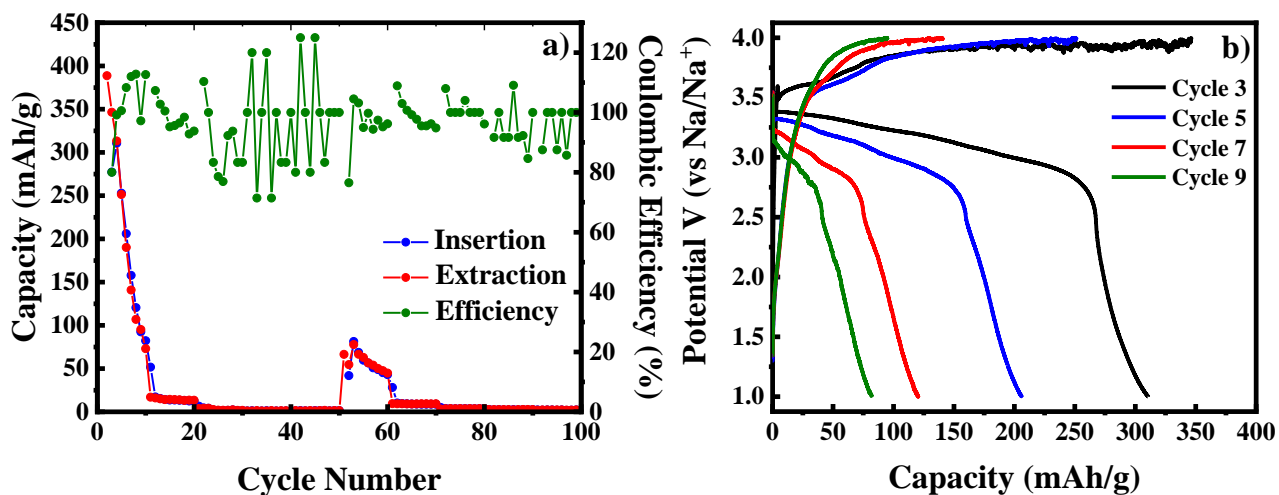 a)
Capacity (mAh/g)
450
400
350
300
250
200
150
100
50
0
0 20 40 60 80 100
Cycle Number
120
100
80
60
40
20
0
Coulombic Efficiency (%)
Insertion
Extraction
Efficiency
b)
Potential V (vs Na/Na⁺)
4.0
3.5
3.0
2.5
2.0
1.5
1.0
0 50 100 150 200 250 300 350 400
Capacity (mAh/g)
Cycle 3
Cycle 5
Cycle 7
Cycle 9